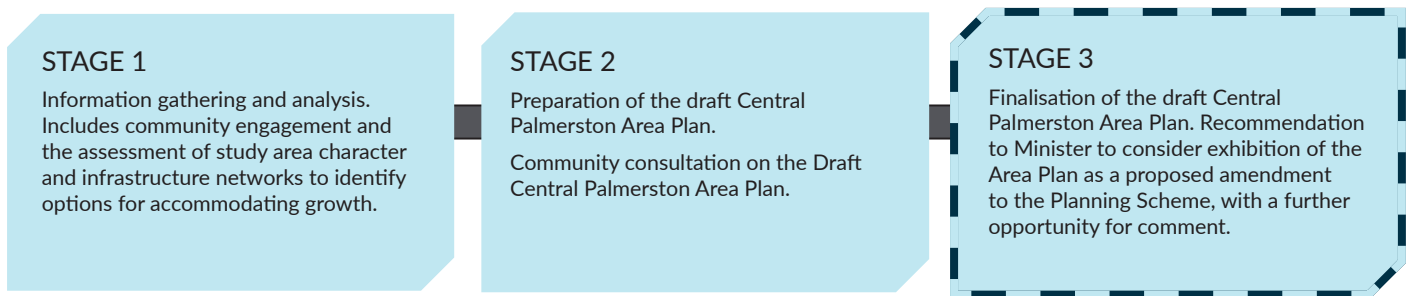 STAGE 1
Information gathering and analysis.
Includes community engagement and
the assessment of study area character
and infrastructure networks to identify
options for accommodating growth.
STAGE 2
Preparation of the draft Central
Palmerston Area Plan.
Community consultation on the Draft
Central Palmerston Area Plan.
STAGE 3
Finalisation of the draft Central
Palmerston Area Plan. Recommendation
to Minister to consider exhibition of the
Area Plan as a proposed amendment
to the Planning Scheme, with a further
opportunity for comment.